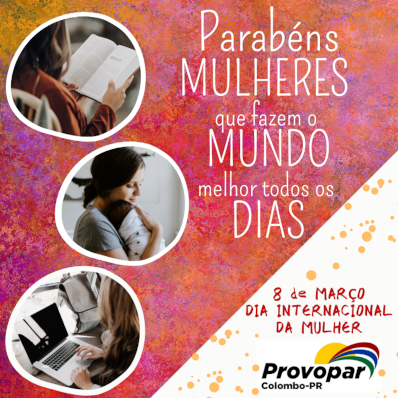 Parabéns
MULHERES
que fazem o
MUNDO
melhor todos os
DIAS
8 de MARÇO
DIA INTERNACIONAL
DA MULHER
Provopar
Colombo-PR